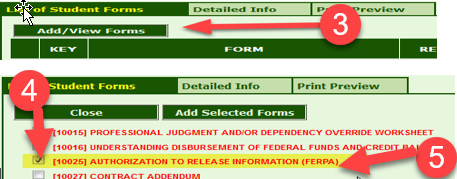 List of Student Forms Detailed Info Print Preview
Add/View Forms
3
KEY FORM RE
Student Forms Detailed Info Print Preview
4
Close Add Selected Forms
[10015] PROFESSIONAL JUDGMENT AND/OR DEPENDENCY OVERRIDE WORKSHEET
[10016] UNDERSTANDING DISBURSEMENT OF FEDERAL FUNDS AND CREDIT
[10025] AUTHORIZATION TO RELEASE INFORMATION (FERPA)
5
[10027] CONTRACT ADDENDUM